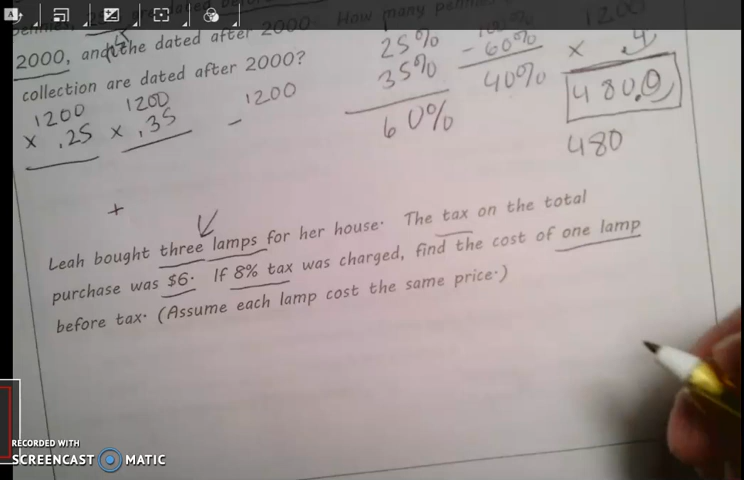 pennies,
How many
2000, and the dated after 2000
collection are dated after 2000?
25%
35%
60%
- 60%
40%
1200
x .4
480.0
480
1200
x .25
1200
x .35
- 1200
+
Leah bought three lamps for her house. The tax on the total
purchase was $6. If 8% tax was charged, find the cost of one lamp
before tax. (Assume each lamp cost the same price.)
RECORDED WITH
SCREENCAST MATIC